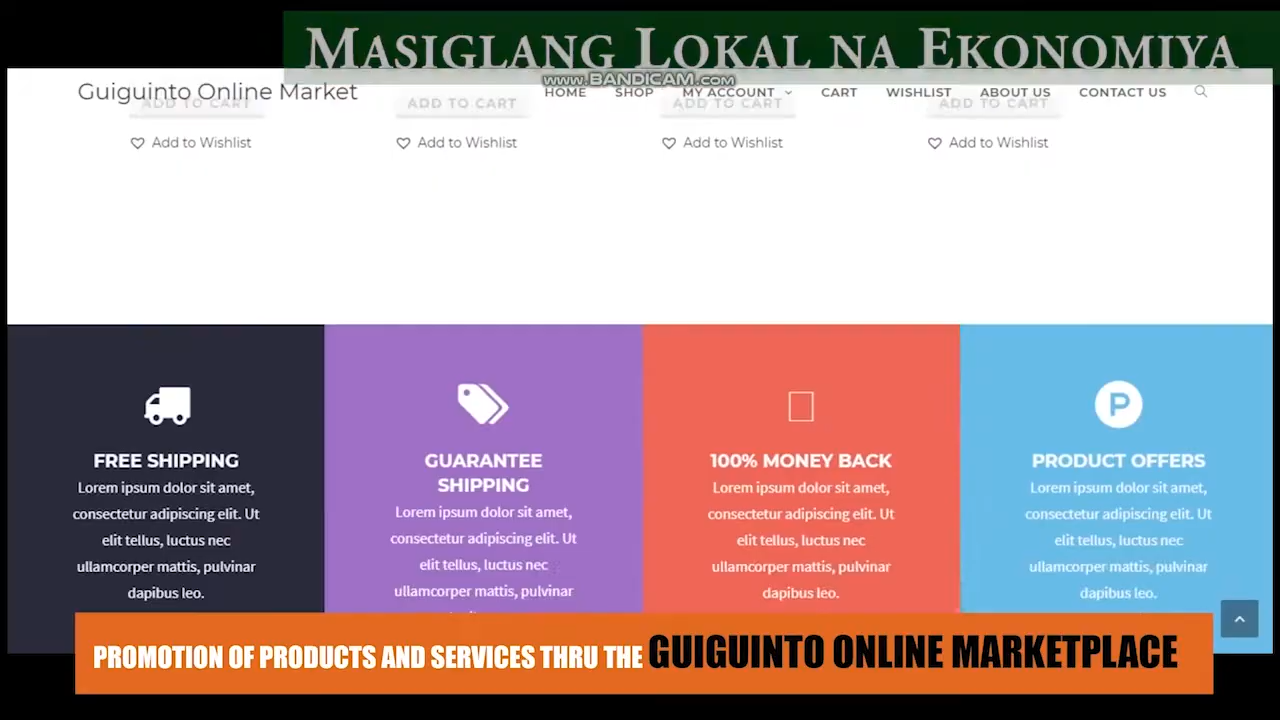 MASIGLANG LOKAL NA EKONOMIYA
www.BANDICAM.com
Guiguinto Online Market
HOME SHOP MY ACCOUNT CART WISHLIST ABOUT US CONTACT US
ADD TO CART ADD TO CART ADD TO CART ADD TO CART
Add to Wishlist Add to Wishlist Add to Wishlist Add to Wishlist
FREE SHIPPING
Lorem ipsum dolor sit amet,
consectetur adipiscing elit. Ut
elit tellus, luctus nec
ullamcorper mattis, pulvinar
dapibus leo.
GUARANTEE
SHIPPING
Lorem ipsum dolor sit amet,
consectetur adipiscing elit. Ut
elit tellus, luctus nec
ullamcorper mattis, pulvinar
100% MONEY BACK
Lorem ipsum dolor sit amet,
consectetur adipiscing elit. Ut
elit tellus, luctus nec
ullamcorper mattis, pulvinar
dapibus leo.
P
PRODUCT OFFERS
Lorem ipsum dolor sit amet,
consectetur adipiscing elit. Ut
elit tellus, luctus nec
ullamcorper mattis, pulvinar
dapibus leo.
PROMOTION OF PRODUCTS AND SERVICES THRU THE GUIGUINTO ONLINE MARKETPLACE